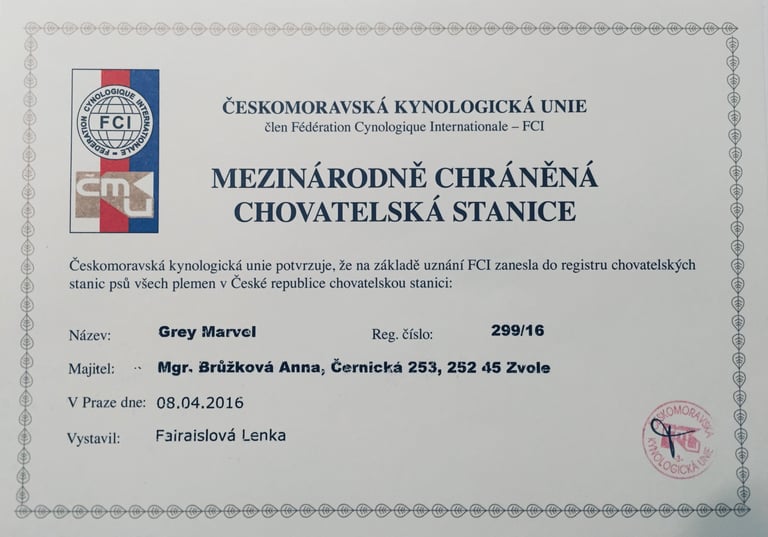 FEDERATION CYNOLOGIQUE INTERNATIONALE
FCI
čmku
ČESKOMORAVSKÁ KYNOLOGICKÁ UNIE
člen Fédération Cynologique Internationale – FCI
MEZINÁRODNĚ CHRÁNĚNÁ
CHOVATELSKÁ STANICE
Českomoravská kynologická unie potvrzuje, že na základě uznání FCI zanesla do registru chovatelských
stanic psů všech plemen v České republice chovatelskou stanici:
Název: Grey Marvel Reg. číslo: 299/16
Majitel: Mgr. Brůžková Anna, Černická 253, 252 45 Zvole
V Praze dne: 08.04.2016
Vystavil: Fairaislová Lenka
ČESKOMORAVSKÁ
KYNOLOGICKÁ UNIE
-3-